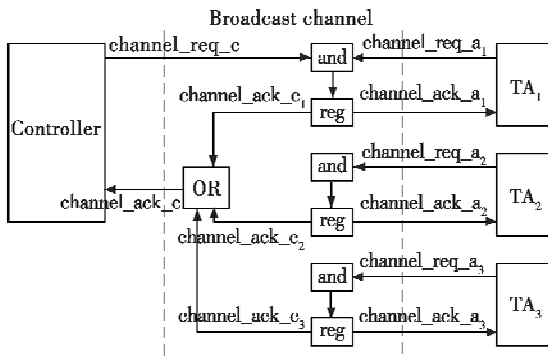 Broadcast channel
channel_req_c
and
channel_req_a1
channel_ack_c1
reg
channel_ack_a1
TA1
Controller
and
channel_req_a2
OR
channel_ack_c
reg
channel_ack_a2
TA2
channel_ack_c2
and
channel_req_a3
channel_ack_c3
reg
channel_ack_a3
TA3